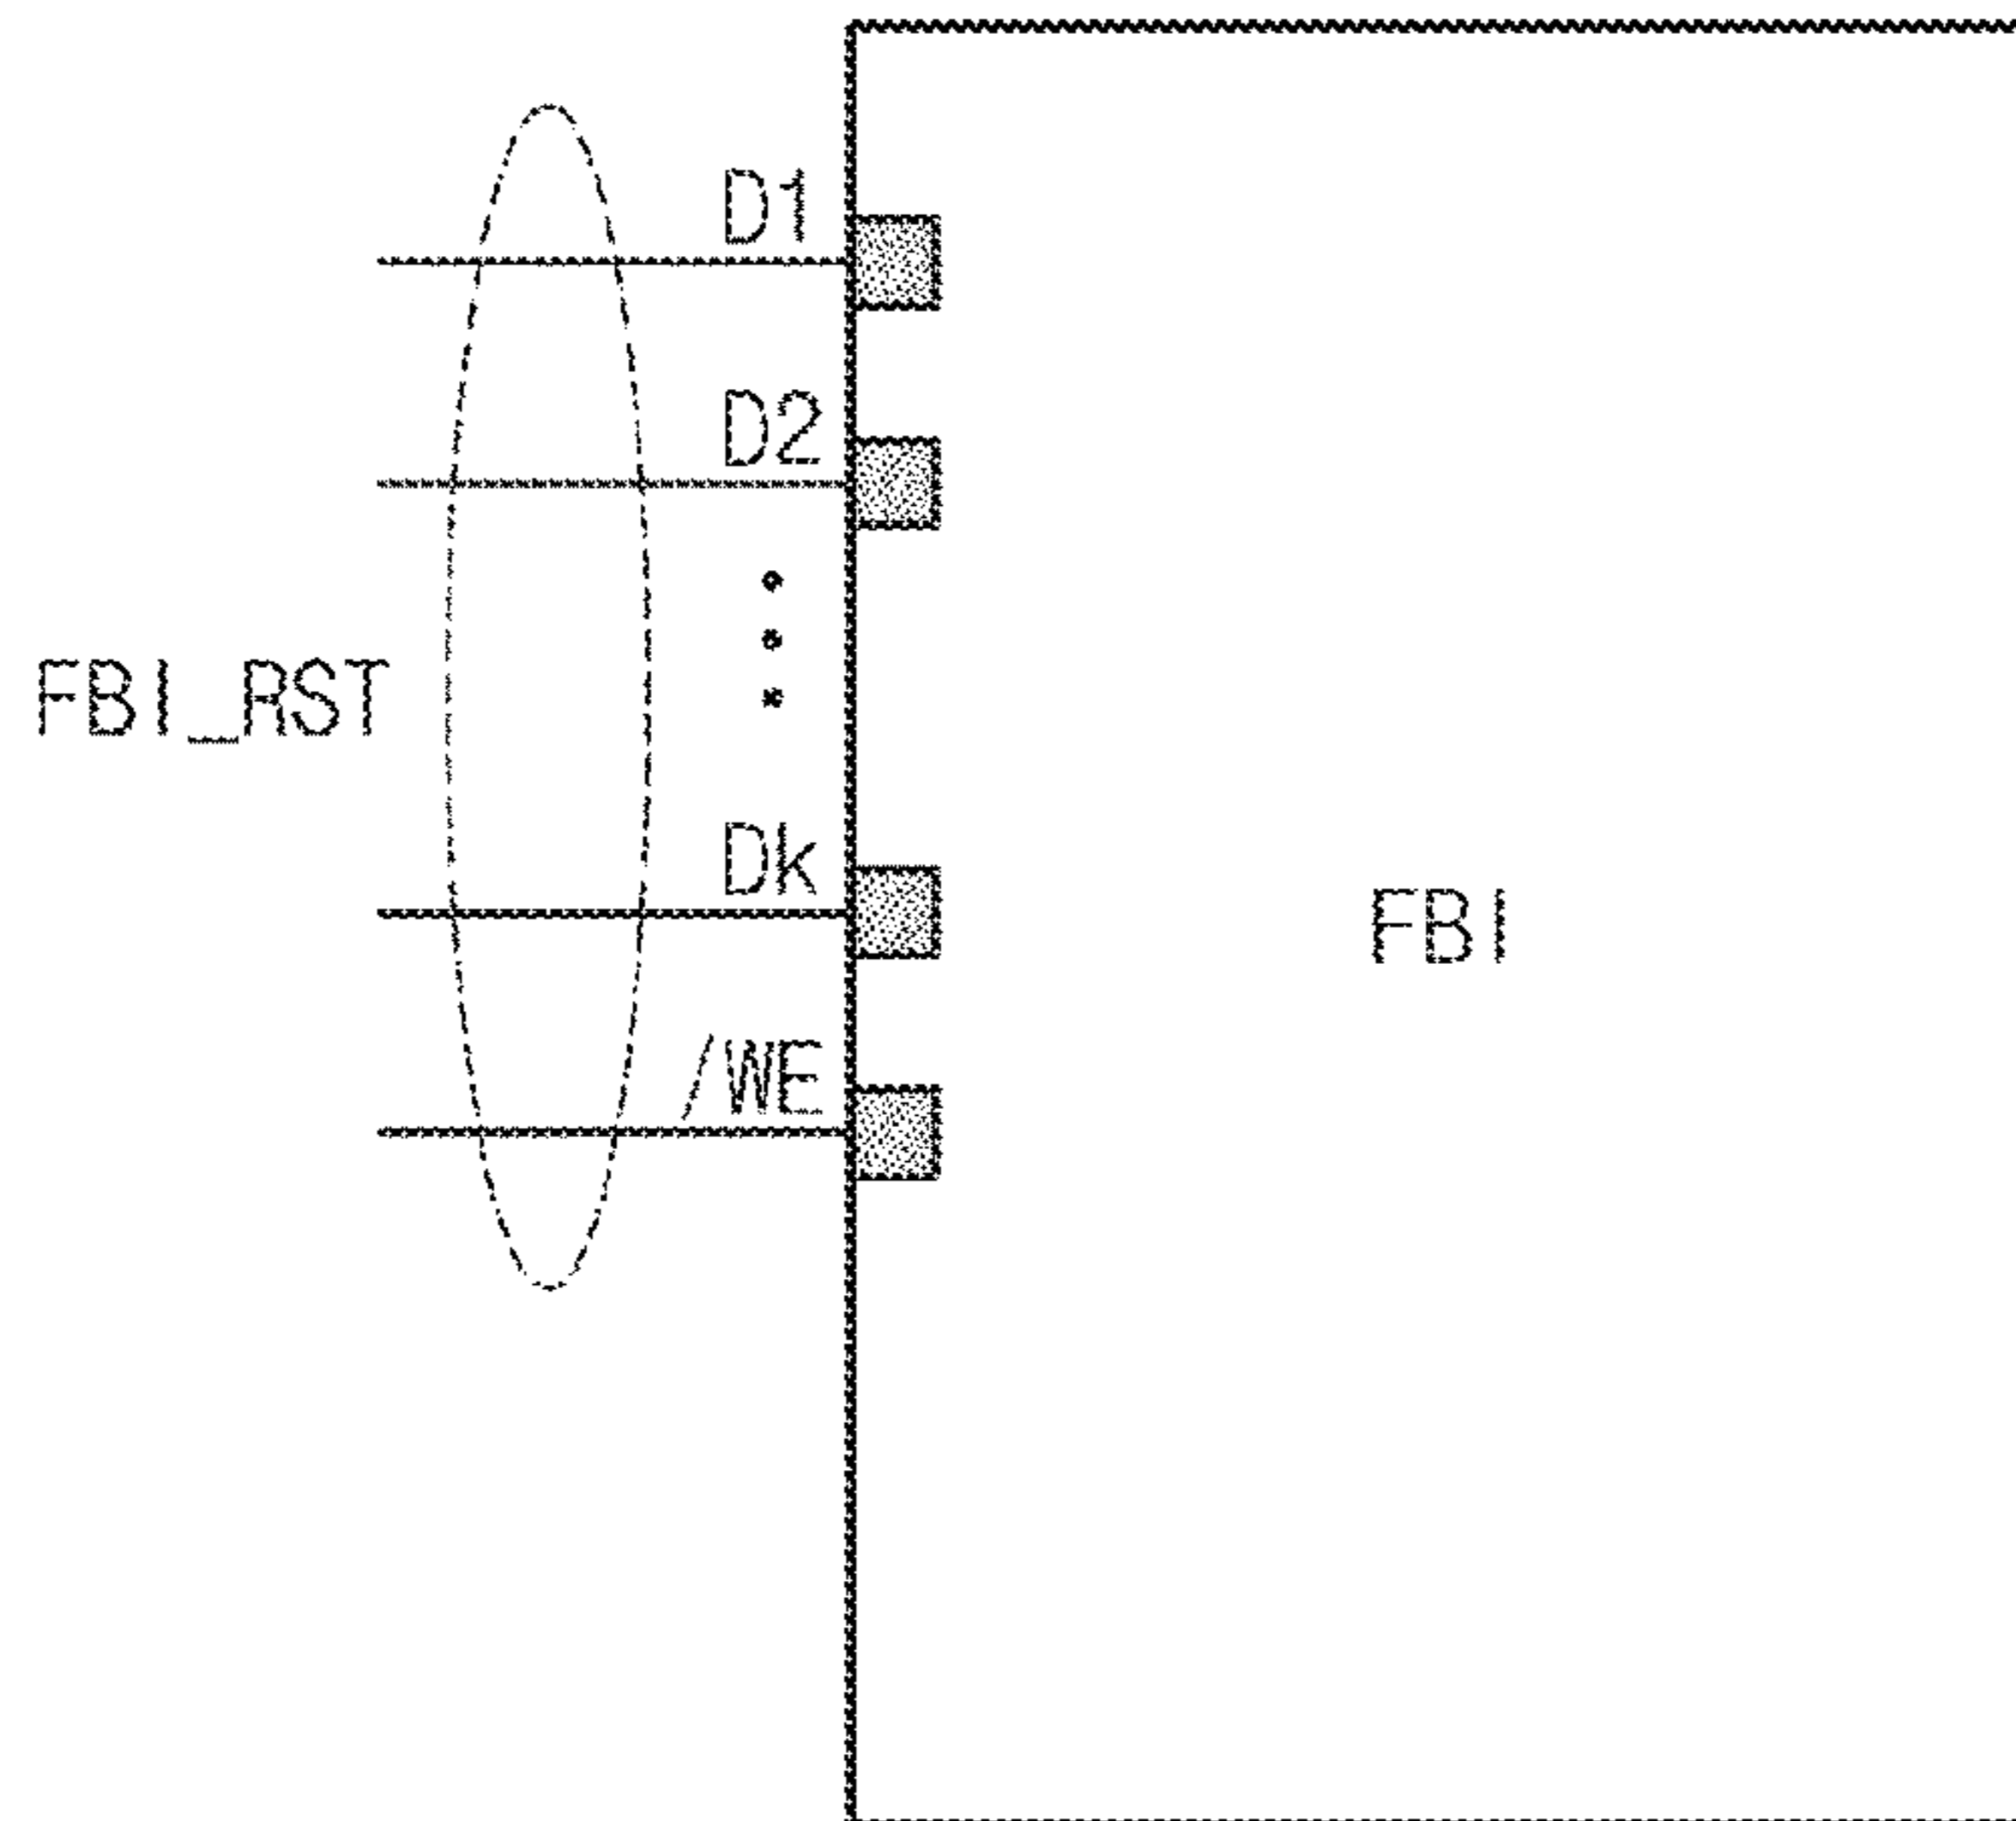 D1
D2
FBI_RST
Dk
FBI
/WE